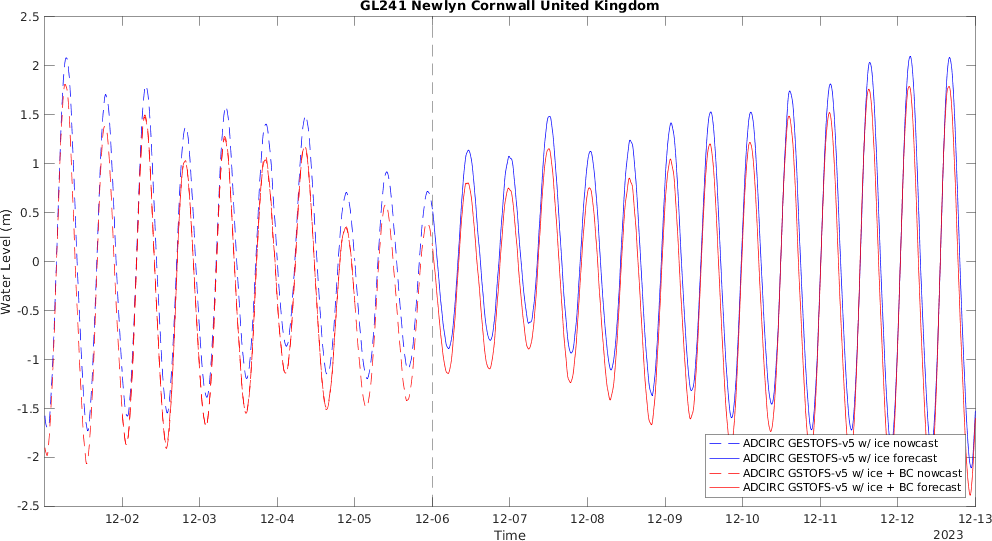 GL241 Newlyn Cornwall United Kingdom
2.5
2
1.5
1
0.5
0
-0.5
-1
-1.5
-2
-2.5
Water Level (m)
ADCIRC GESTOFS-v5 w/ ice nowcast
ADCIRC GESTOFS-v5 w/ ice forecast
ADCIRC GSTOFS-v5 w/ ice + BC nowcast
ADCIRC GSTOFS-v5 w/ ice + BC forecast
12-02 12-03 12-04 12-05 12-06 12-07 12-08 12-09 12-10 12-11 12-12 12-13
Time
2023